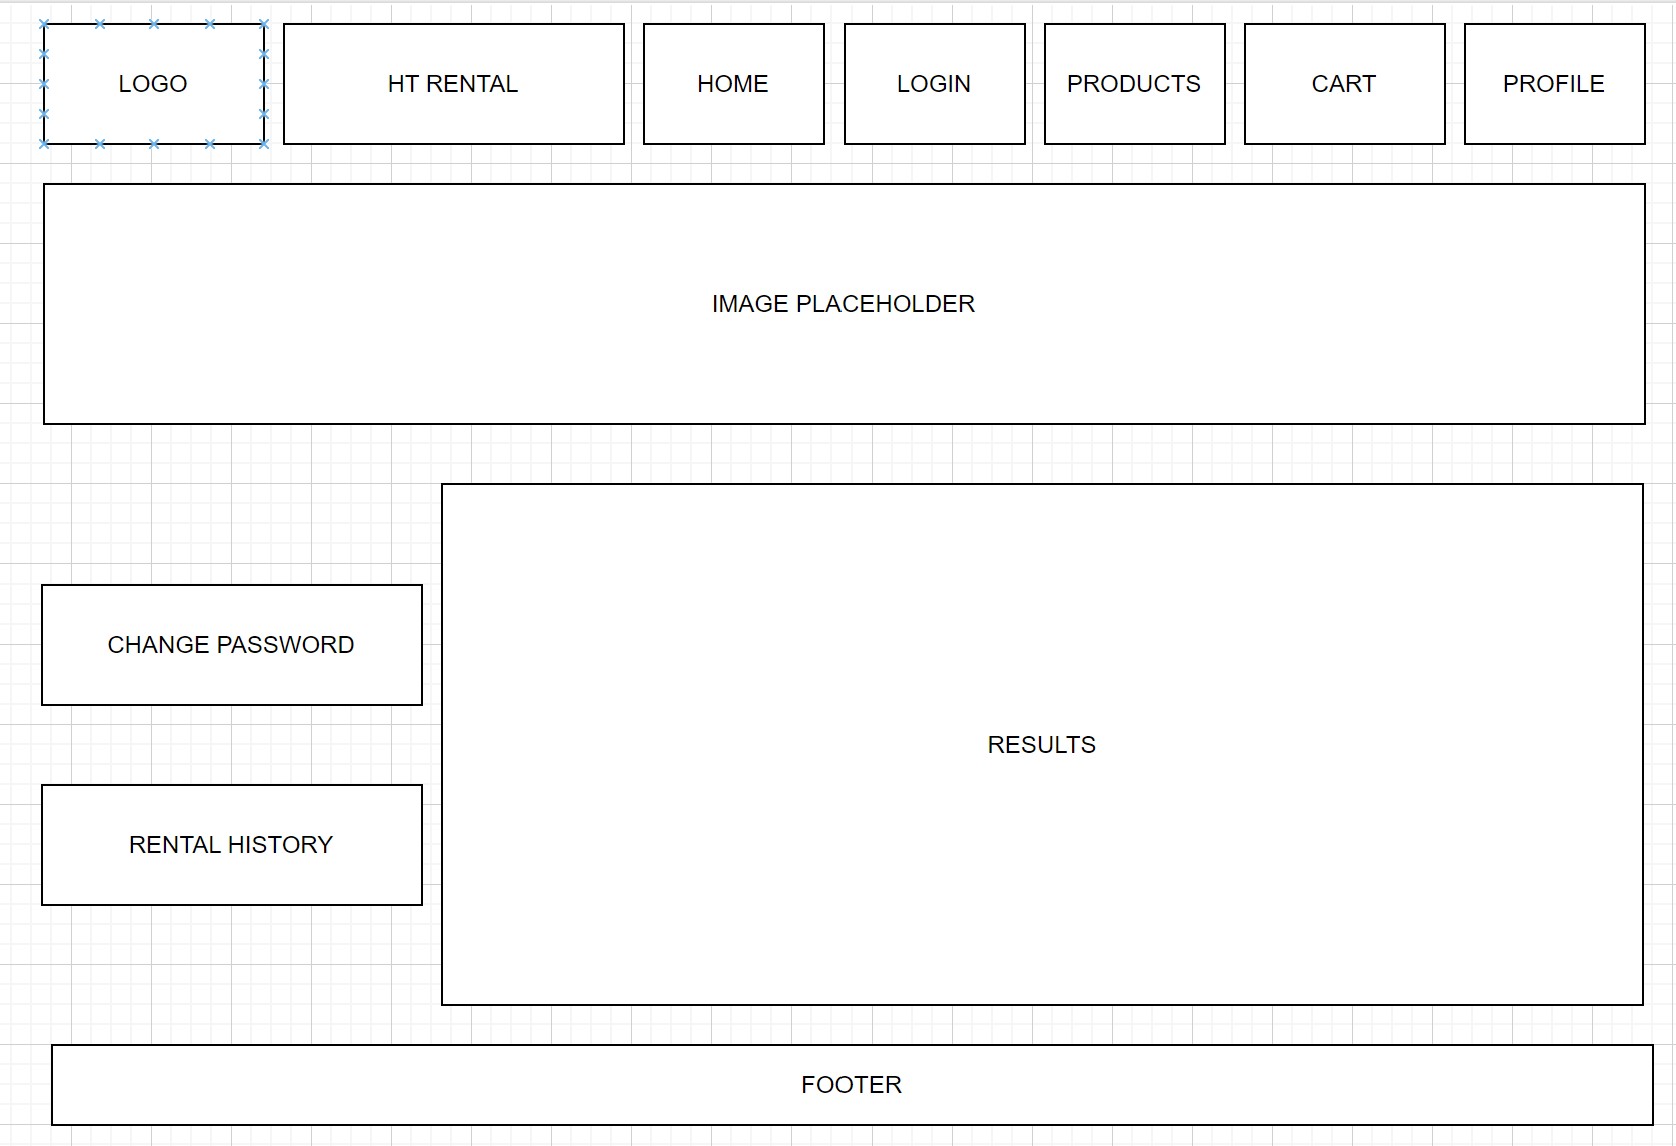 LOGO
HT RENTAL
HOME
LOGIN
PRODUCTS
CART
PROFILE
IMAGE PLACEHOLDER
CHANGE PASSWORD
RESULTS
RENTAL HISTORY
FOOTER